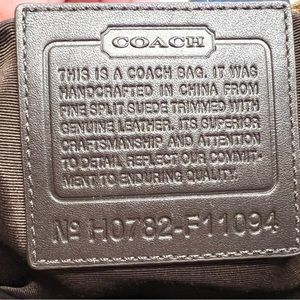 COACH
THIS IS A COACH BAG. IT WAS
HANDCRAFTED IN CHINA FROM
FINE SPLIT SUEDE TRIMMED WITH
GENUINE LEATHER. ITS SUPERIOR
CRAFTSMANSHIP AND ATTENTION
TO DETAIL REFLECT OUR COMMIT-
MENT TO ENDURING QUALITY.
Nº H0782-F11094